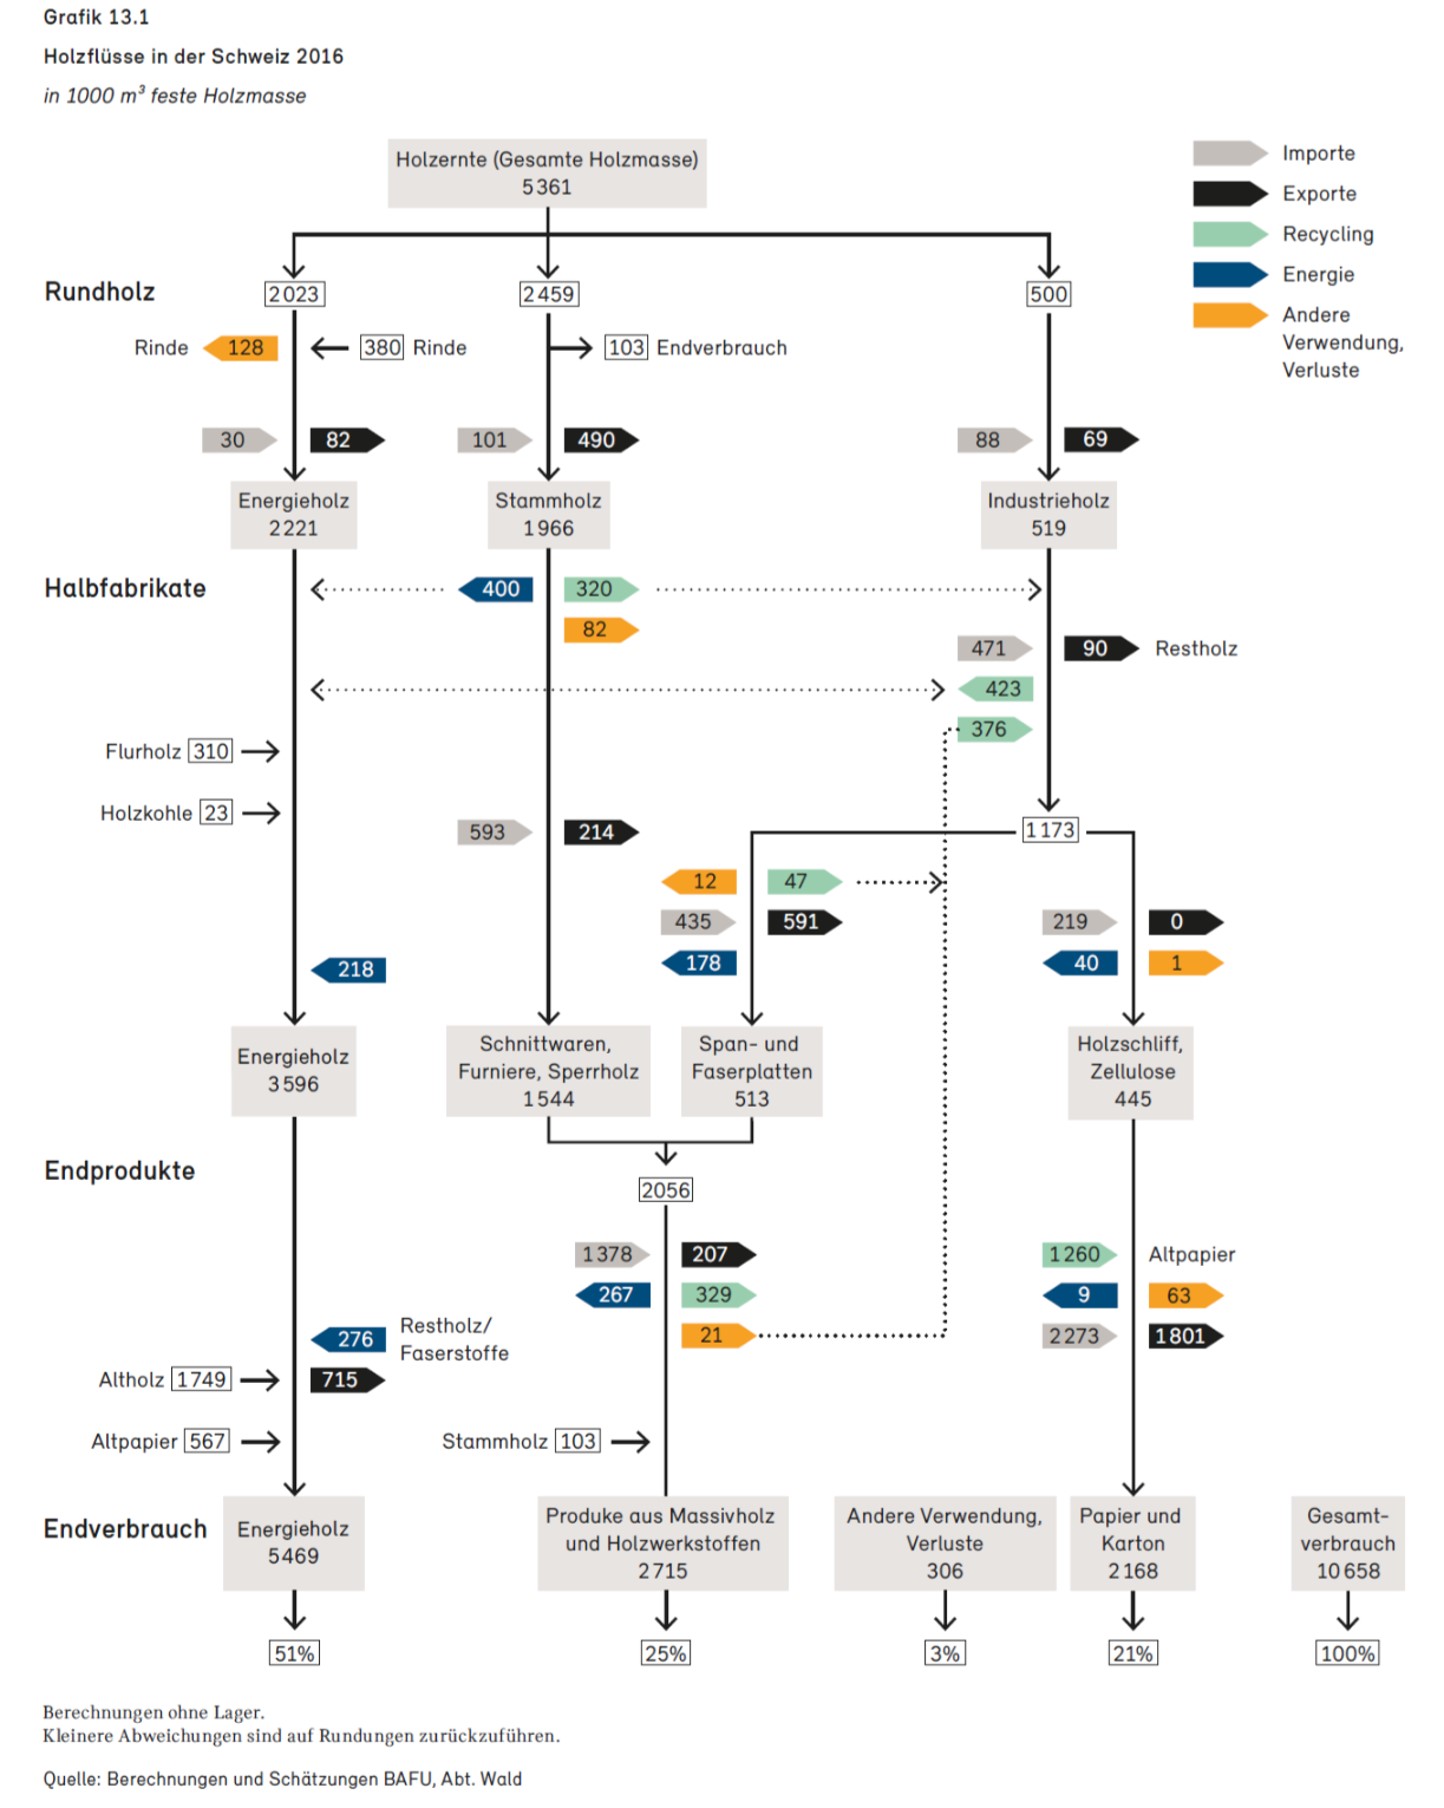 Grafik 13.1
Holzflüsse in der Schweiz 2016
in 1000 m³ feste Holzmasse
Holzernte (Gesamte Holzmasse)
5361
Importe
Exporte
Recycling
Energie
Andere
Verwendung,
Verluste
Rundholz
2023
2459
500
Rinde 128
380 Rinde
103 Endverbrauch
30 82
101 490
88 69
Energieholz
2221
Stammholz
1966
Industrieholz
519
Halbfabrikate
400 320
82
471 90 Restholz
423
376
Flurholz 310
Holzkohle 23
593 214
1173
12 47
435 591
178
219 0
40 1
218
Energieholz
3596
Schnittwaren,
Furniere, Sperrholz
1544
Span- und
Faserplatten
513
Holzschliff,
Zellulose
445
Endprodukte
2056
1378 207
267 329
21
1260 Altpapier
9 63
2273 1801
276 Restholz/
Faserstoffe
Altholz 1749 715
Altpapier 567
Stammholz 103
Endverbrauch
Energieholz
5469
Produke aus Massivholz
und Holzwerkstoffen
2715
Andere Verwendung,
Verluste
306
Papier und
Karton
2168
Gesamt-
verbrauch
10658
51%
25%
3%
21%
100%
Berechnungen ohne Lager.
Kleinere Abweichungen sind auf Rundungen zurückzuführen.
Quelle: Berechnungen und Schätzungen BAFU, Abt. Wald